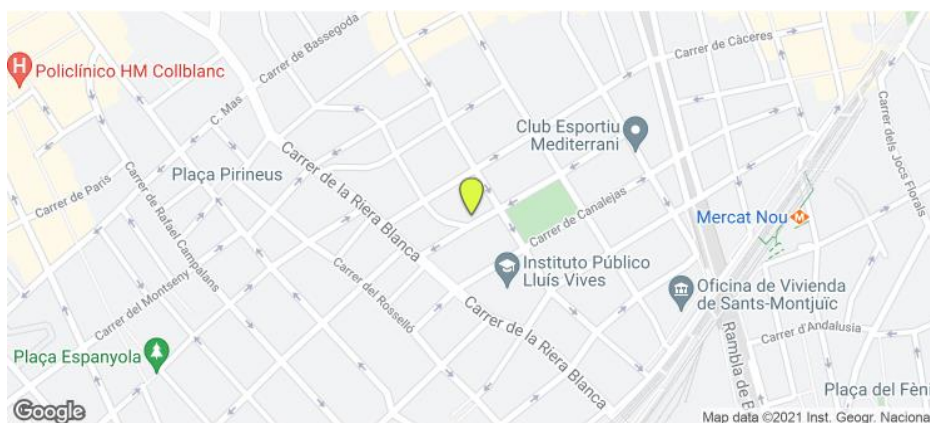 Carrer de Bassegoda
C. Mas
H
Policlínico HM Collblanc
Carrer de Càceres
Carrer dels Jocs Florals
Club Esportiu
Mediterrani
Carrer de París
Plaça Pirineus
Carrer de la Riera Blanca
Carrer de Rafael Campalans
Carrer de Canalejas
Mercat Nou
M
Instituto Público
Lluís Vives
Carrer del Rosselló
Carrer del Montseny
Oficina de Vivienda
de Sants-Montjuïc
Carrer de la Riera Blanca
Carrer d'Andalusia
Plaça Espanyola
Rambla de B
Plaça del Fèni
Google
Map data ©2021 Inst. Geogr. Naciona